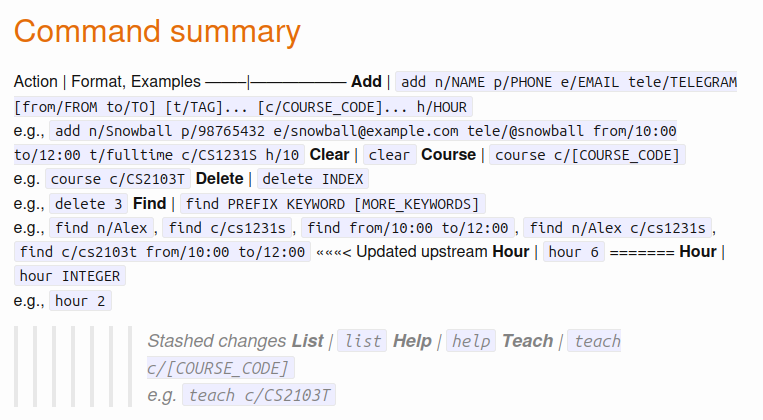 Command summary
Action | Format, Examples ———–|—————————— Add | add n/NAME p/PHONE e/EMAIL tele/TELEGRAM
[from/FROM to/TO] [t/TAG]... [c/COURSE_CODE]... h/HOUR
e.g., add n/Snowball p/98765432 e/snowball@example.com tele/@snowball from/10:00
to/12:00 t/fulltime c/CS1231S h/10 Clear | clear Course | course c/[COURSE_CODE]
e.g. course c/CS2103T Delete | delete INDEX
e.g., delete 3 Find | find PREFIX KEYWORD [MORE_KEYWORDS]
e.g., find n/Alex , find c/cs1231s , find from/10:00 to/12:00 , find n/Alex c/cs1231s ,
find c/cs2103t from/10:00 to/12:00 «««< Updated upstream Hour | hour 6 ======= Hour |
hour INTEGER
e.g., hour 2
Stashed changes List | list Help | help Teach | teach
c/[COURSE_CODE]
e.g. teach c/CS2103T